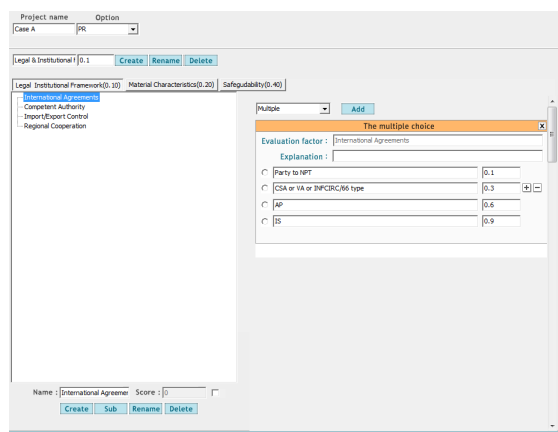 Project name Option
Case A PR
Legal & Institutional 0.1 Create Rename Delete
Legal Institutional Framework(0.10) Material Characteristics(0.20) Safegudability(0.40)
International Agreements
Competent Authority
Import/Export Control
Regional Cooperation
Multiple Add
The multiple choice X
Evaluation factor : International Agreements
Explanation :
Party to NPT 0.1
CSA or VA or INFCIRC/66 type 0.3 + −
AP 0.6
IS 0.9
Name : International Agreemer Score : 0
Create Sub Rename Delete